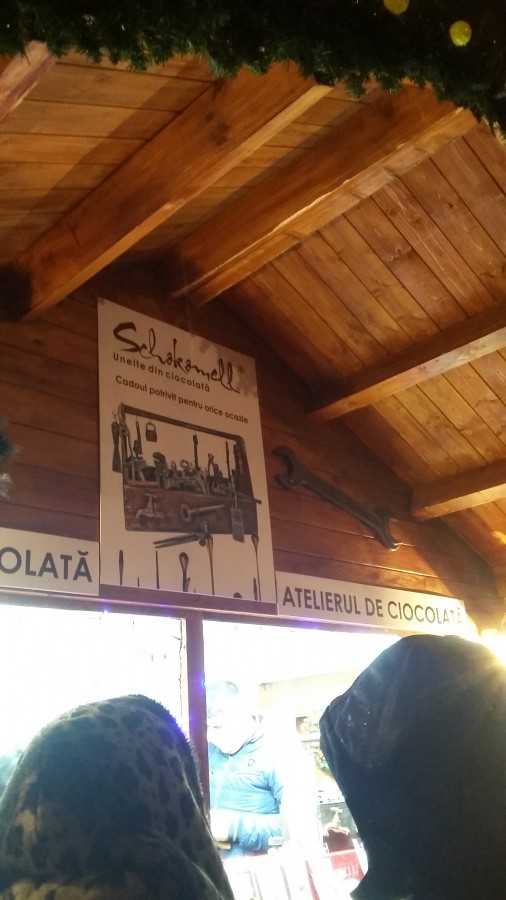 Schokomell®
Unelte din ciocolată
Cadoul potrivit pentru orice ocazie
OLATĂ
ATELIERUL DE CIOCOLATĂ